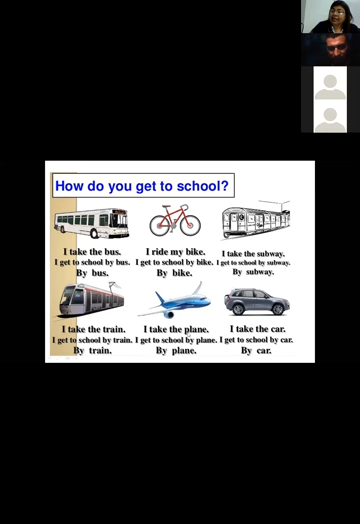 How do you get to school?
I take the bus.
I get to school by bus.
By bus.
I ride my bike.
I get to school by bike.
By bike.
I take the subway.
I get to school by subway.
By subway.
I take the train.
I get to school by train.
By train.
I take the plane.
I get to school by plane.
By plane.
I take the car.
I get to school by car.
By car.